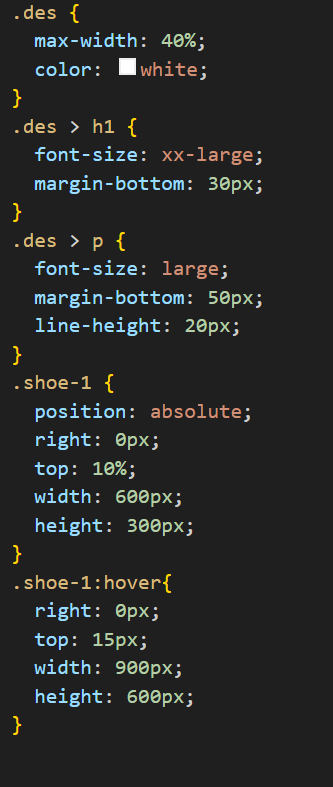 .des {
  max-width: 40%;
  color: white;
}
.des > h1 {
  font-size: xx-large;
  margin-bottom: 30px;
}
.des > p {
  font-size: large;
  margin-bottom: 50px;
  line-height: 20px;
}
.shoe-1 {
  position: absolute;
  right: 0px;
  top: 10%;
  width: 600px;
  height: 300px;
}
.shoe-1:hover{
  right: 0px;
  top: 15px;
  width: 900px;
  height: 600px;
}